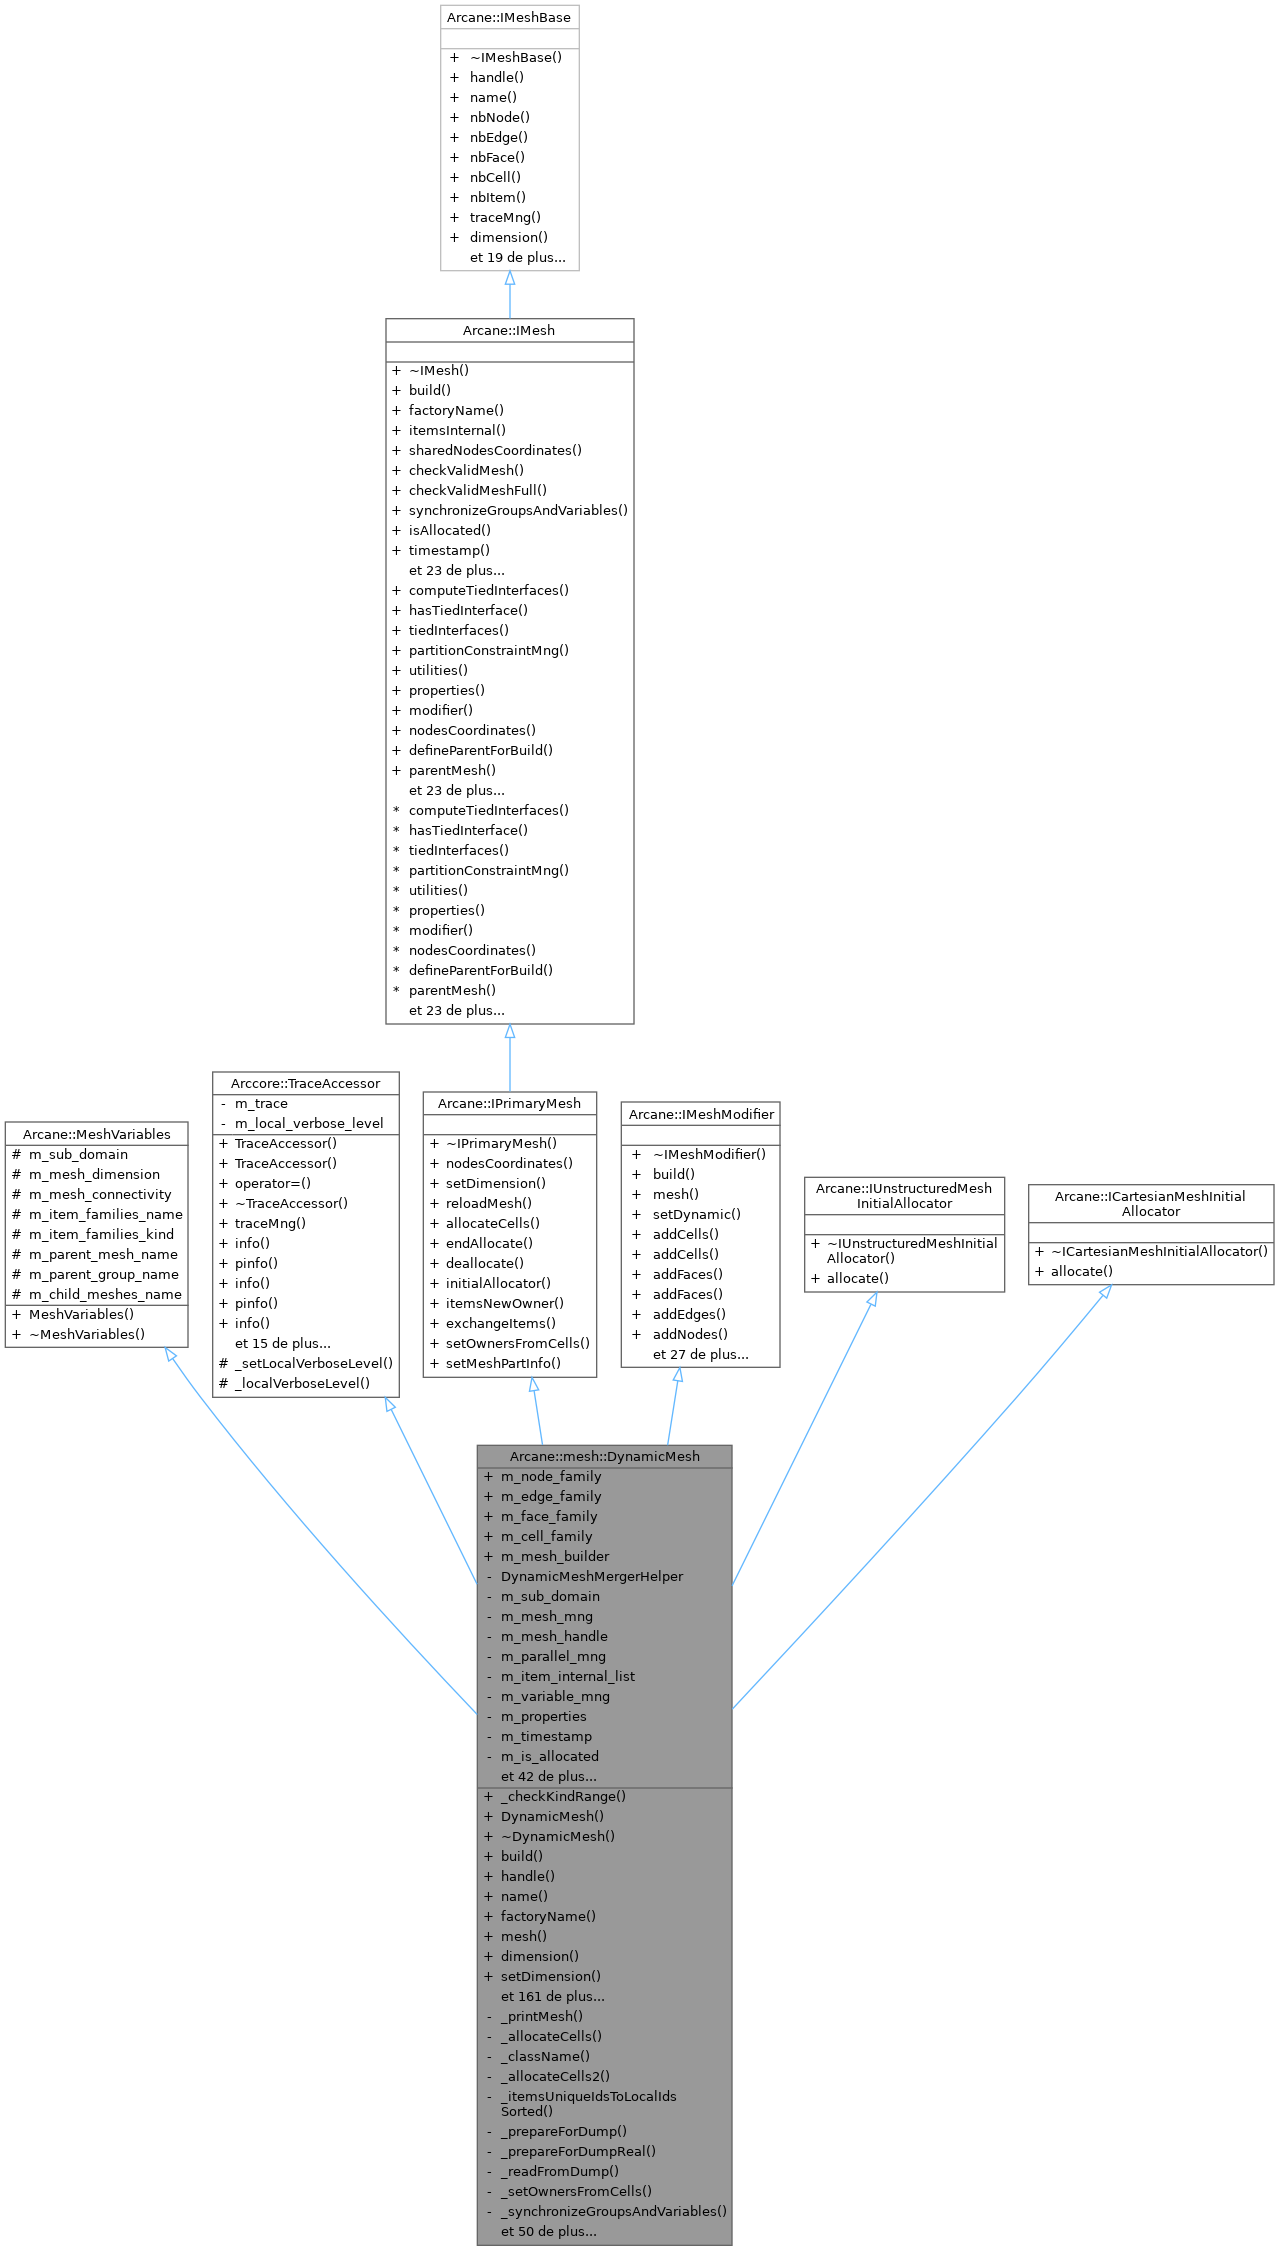 Arcane::IMeshBase
+ ~IMeshBase()
+ handle()
+ name()
+ nbNode()
+ nbEdge()
+ nbFace()
+ nbCell()
+ nbItem()
+ traceMng()
+ dimension()
et 19 de plus...
Arcane::IMesh
+ ~IMesh()
+ build()
+ factoryName()
+ itemsInternal()
+ sharedNodesCoordinates()
+ checkValidMesh()
+ checkValidMeshFull()
+ synchronizeGroupsAndVariables()
+ isAllocated()
+ timestamp()
et 23 de plus...
+ computeTiedInterfaces()
+ hasTiedInterface()
+ tiedInterfaces()
+ partitionConstraintMng()
+ utilities()
+ properties()
+ modifier()
+ nodesCoordinates()
+ defineParentForBuild()
+ parentMesh()
et 23 de plus...
* computeTiedInterfaces()
* hasTiedInterface()
* tiedInterfaces()
* partitionConstraintMng()
* utilities()
* properties()
* modifier()
* nodesCoordinates()
* defineParentForBuild()
* parentMesh()
et 23 de plus...
Arcane::MeshVariables
# m_sub_domain
# m_mesh_dimension
# m_mesh_connectivity
# m_item_families_name
# m_item_families_kind
# m_parent_mesh_name
# m_parent_group_name
# m_child_meshes_name
+ MeshVariables()
+ ~MeshVariables()
Arccore::TraceAccessor
- m_trace
- m_local_verbose_level
+ TraceAccessor()
+ TraceAccessor()
+ operator=()
+ ~TraceAccessor()
+ traceMng()
+ info()
+ pinfo()
+ info()
+ pinfo()
+ info()
et 15 de plus...
# _setLocalVerboseLevel()
# _localVerboseLevel()
Arcane::IPrimaryMesh
+ ~IPrimaryMesh()
+ nodesCoordinates()
+ setDimension()
+ reloadMesh()
+ allocateCells()
+ endAllocate()
+ deallocate()
+ initialAllocator()
+ itemsNewOwner()
+ exchangeItems()
+ setOwnersFromCells()
+ setMeshPartInfo()
Arcane::IMeshModifier
+ ~IMeshModifier()
+ build()
+ mesh()
+ setDynamic()
+ addCells()
+ addCells()
+ addFaces()
+ addFaces()
+ addEdges()
+ addNodes()
et 27 de plus...
Arcane::IUnstructuredMesh
InitialAllocator
+ ~IUnstructuredMeshInitial
Allocator()
+ allocate()
Arcane::ICartesianMeshInitial
Allocator
+ ~ICartesianMeshInitialAllocator()
+ allocate()
Arcane::mesh::DynamicMesh
+ m_node_family
+ m_edge_family
+ m_face_family
+ m_cell_family
+ m_mesh_builder
- DynamicMeshMergerHelper
- m_sub_domain
- m_mesh_mng
- m_mesh_handle
- m_parallel_mng
- m_item_internal_list
- m_variable_mng
- m_properties
- m_timestamp
- m_is_allocated
et 42 de plus...
+ _checkKindRange()
+ DynamicMesh()
+ ~DynamicMesh()
+ build()
+ handle()
+ name()
+ factoryName()
+ mesh()
+ dimension()
+ setDimension()
et 161 de plus...
- _printMesh()
- _allocateCells()
- _className()
- _allocateCells2()
- _itemsUniqueIdsToLocalIds
Sorted()
- _prepareForDump()
- _prepareForDumpReal()
- _readFromDump()
- _setOwnersFromCells()
- _synchronizeGroupsAndVariables()
et 50 de plus...